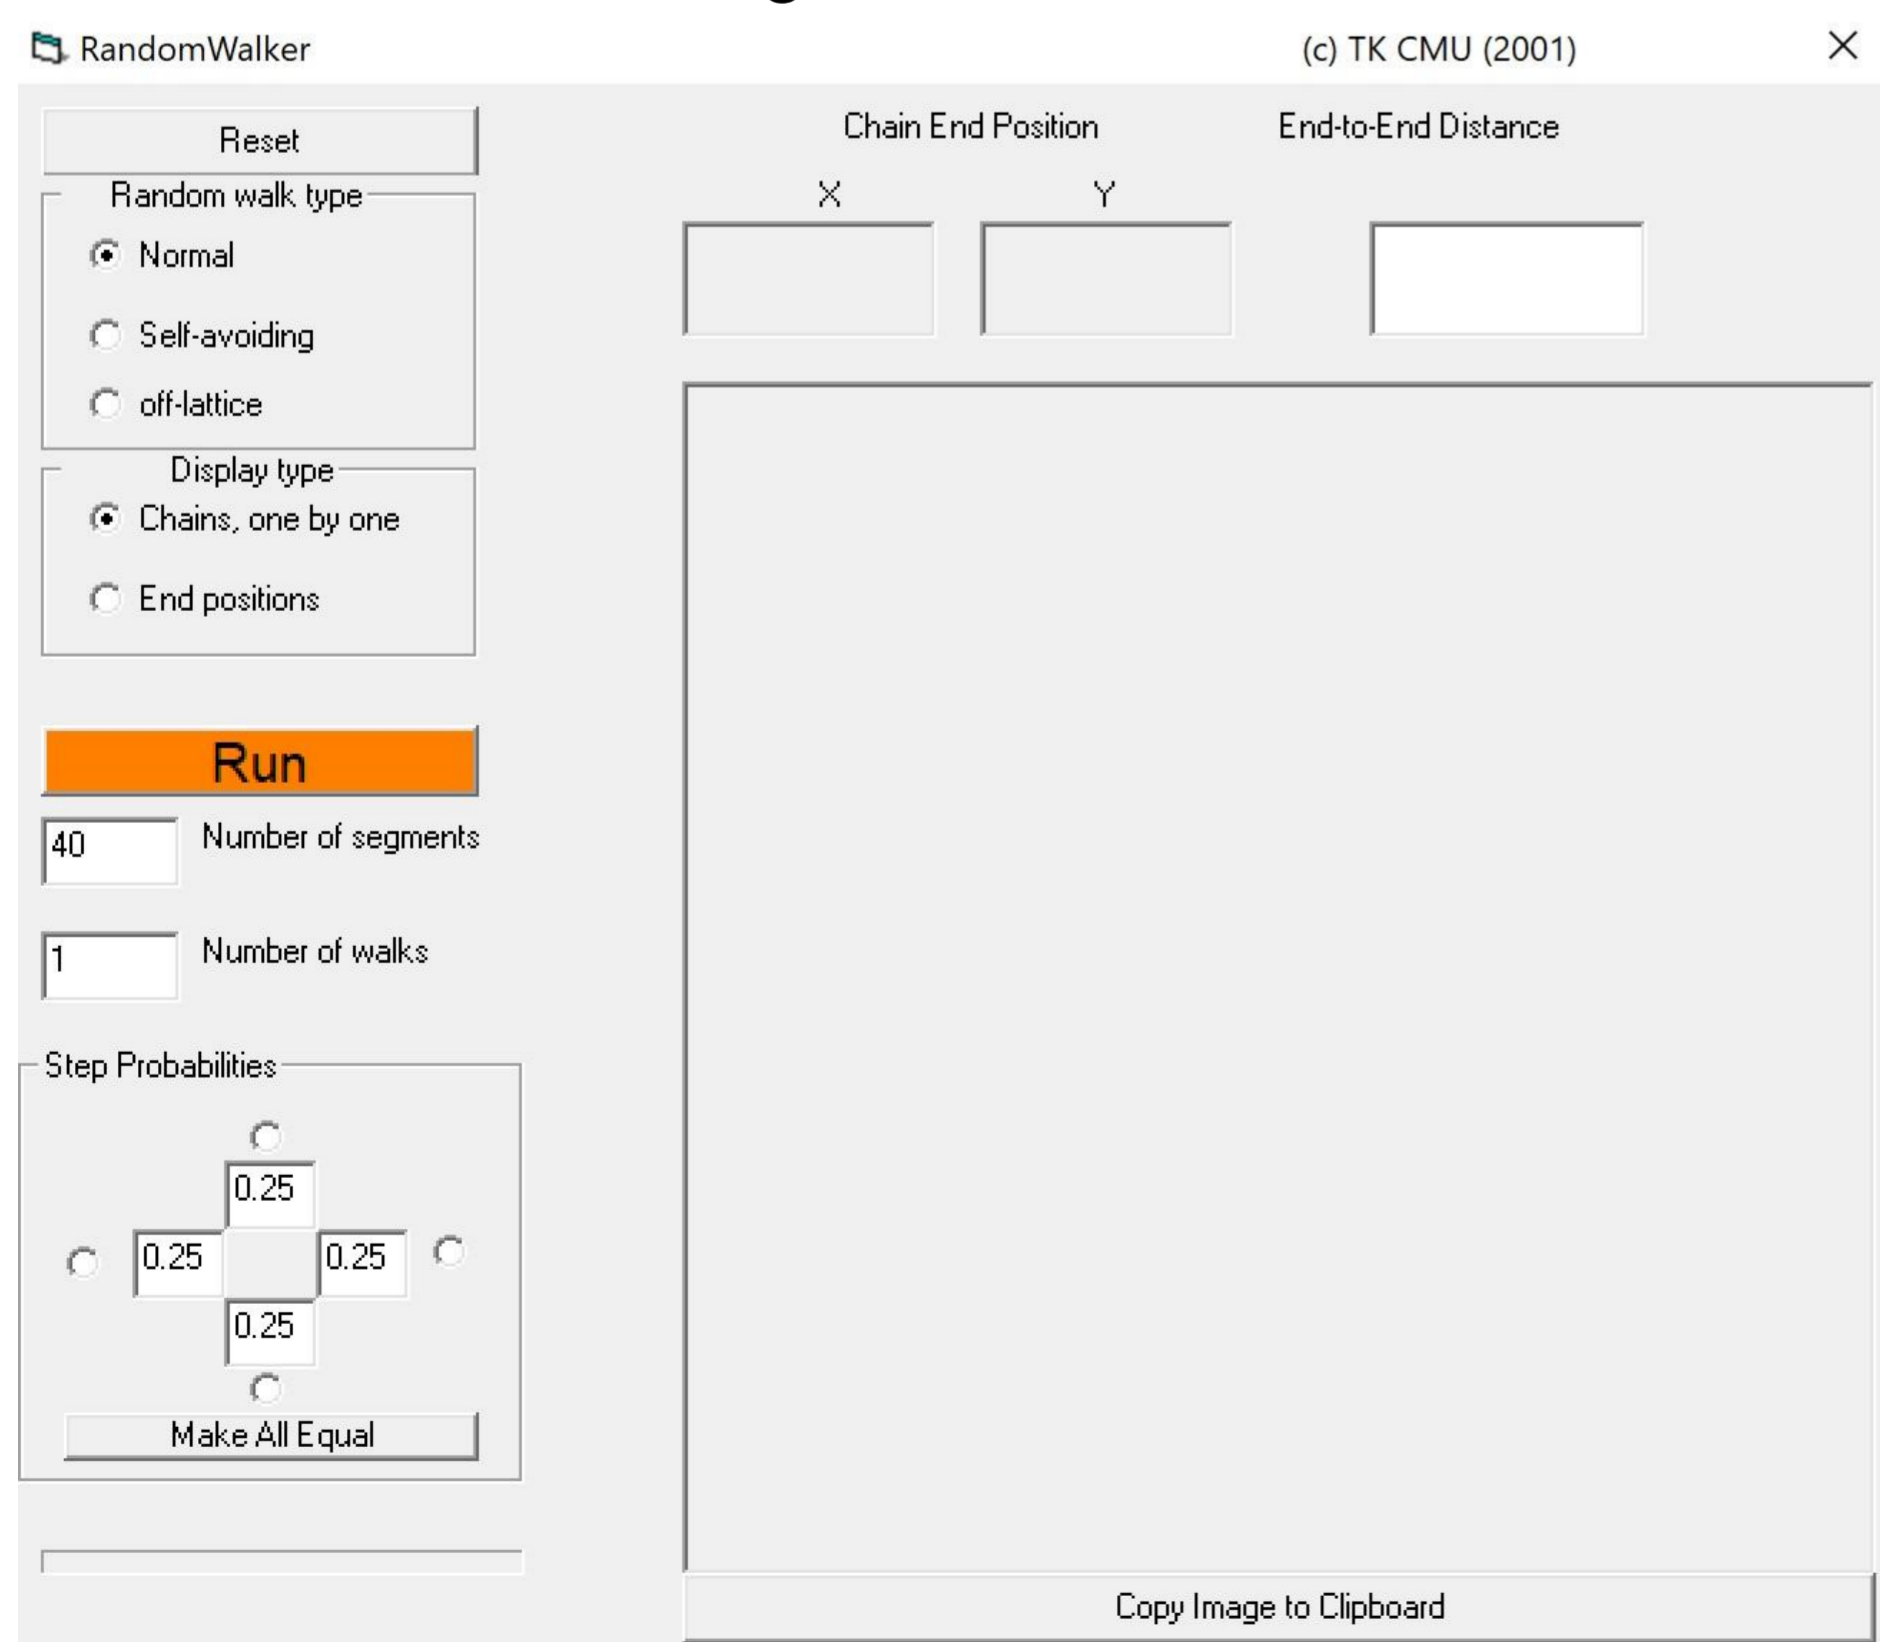 RandomWalker (c) TK CMU (2001)
Reset
Random walk type
Normal
Self-avoiding
off-lattice
Display type
Chains, one by one
End positions
Run
40 Number of segments
1 Number of walks
Step Probabilities
0.25
0.25 0.25
0.25
Make All Equal
Chain End Position End-to-End Distance
X Y
Copy Image to Clipboard